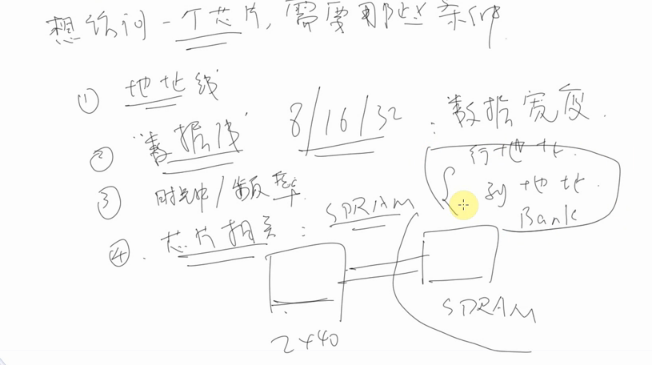 想访问一个芯片,需要那些条件
① 地址线
② 数据线 8/16/32 : 数据宽度
③ 时钟/频率
行地址
列地址
Bank
④ 芯片相关 : SDRAM
2440
SDRAM